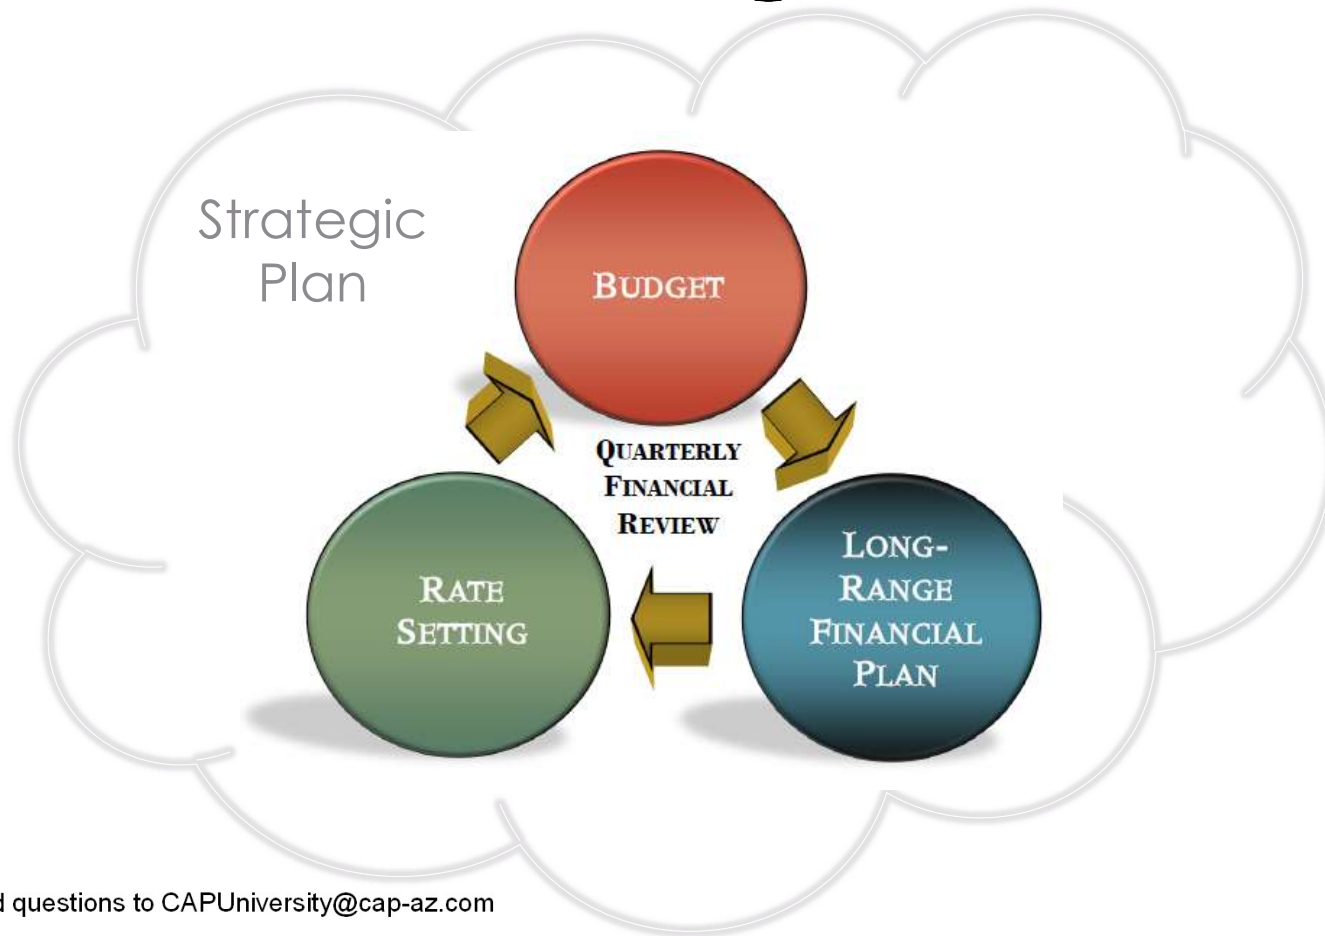 Strategic
Plan
BUDGET
QUARTERLY
FINANCIAL
REVIEW
RATE
SETTING
LONG-
RANGE
FINANCIAL
PLAN
questions to CAPUniversity@cap-az.com